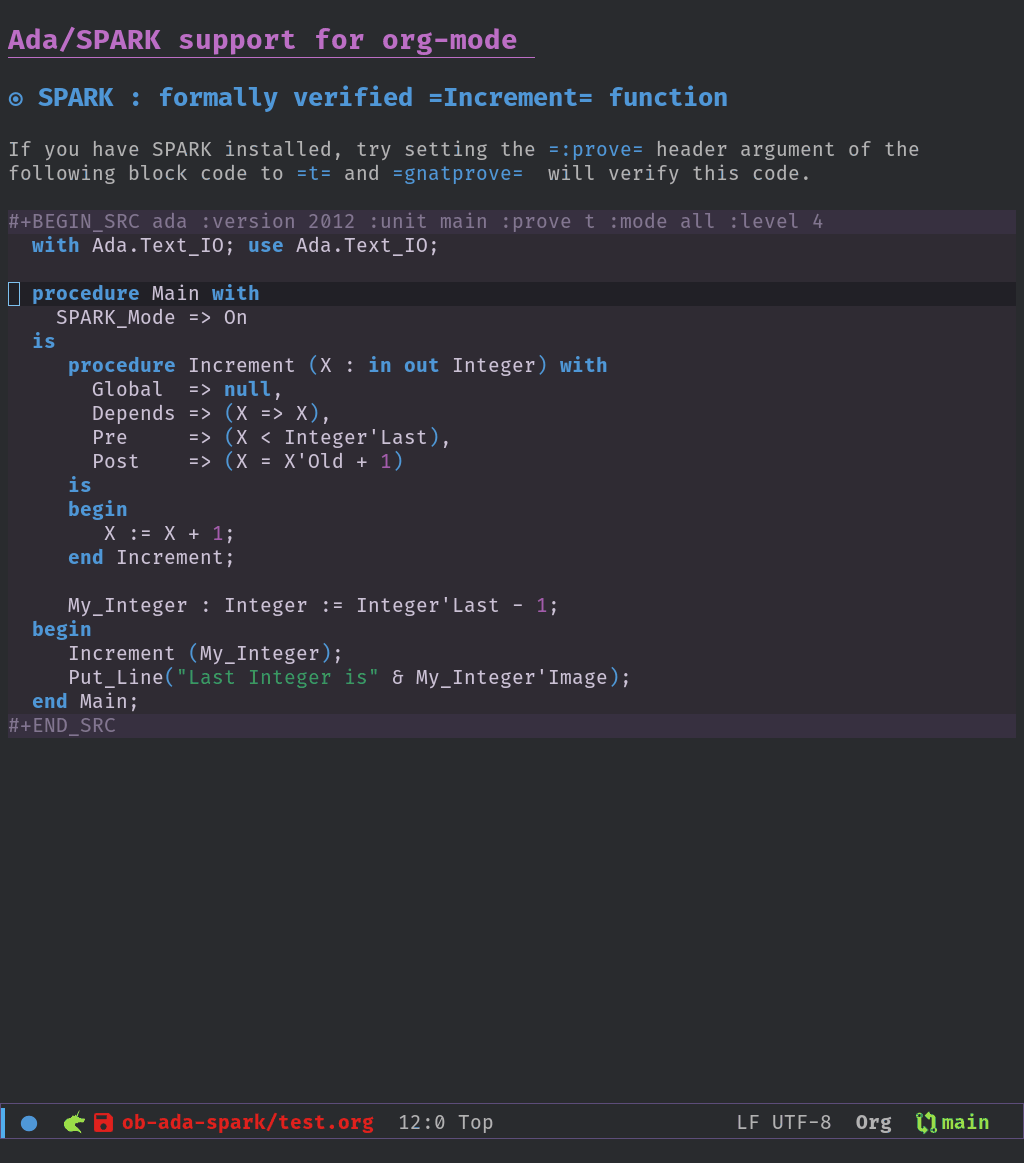 Ada/SPARK support for org-mode
SPARK : formally verified =Increment= function
If you have SPARK installed, try setting the =:prove= header argument of the
following block code to =t= and =gnatprove=  will verify this code.
#+BEGIN_SRC ada :version 2012 :unit main :prove t :mode all :level 4
  with Ada.Text_IO; use Ada.Text_IO;
  procedure Main with
    SPARK_Mode => On
  is
     procedure Increment (X : in out Integer) with
       Global  => null,
       Depends => (X => X),
       Pre     => (X < Integer'Last),
       Post    => (X = X'Old + 1)
     is
     begin
        X := X + 1;
     end Increment;
     My_Integer : Integer := Integer'Last - 1;
  begin
     Increment (My_Integer);
     Put_Line("Last Integer is" & My_Integer'Image);
  end Main;
#+END_SRC
ob-ada-spark/test.org  12:0 Top  LF UTF-8  Org  main